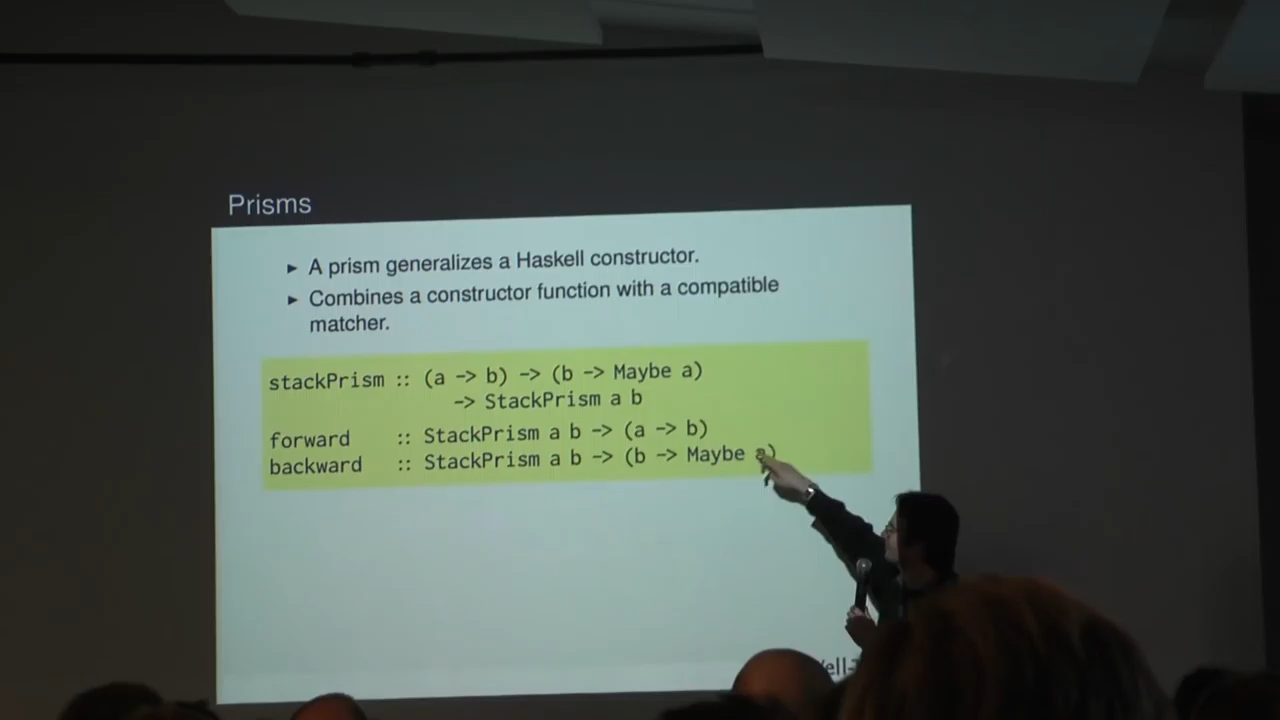 Prisms
► A prism generalizes a Haskell constructor.
► Combines a constructor function with a compatible
matcher.
stackPrism :: (a -> b) -> (b -> Maybe a)
-> StackPrism a b
forward :: StackPrism a b -> (a -> b)
backward :: StackPrism a b -> (b -> Maybe a)